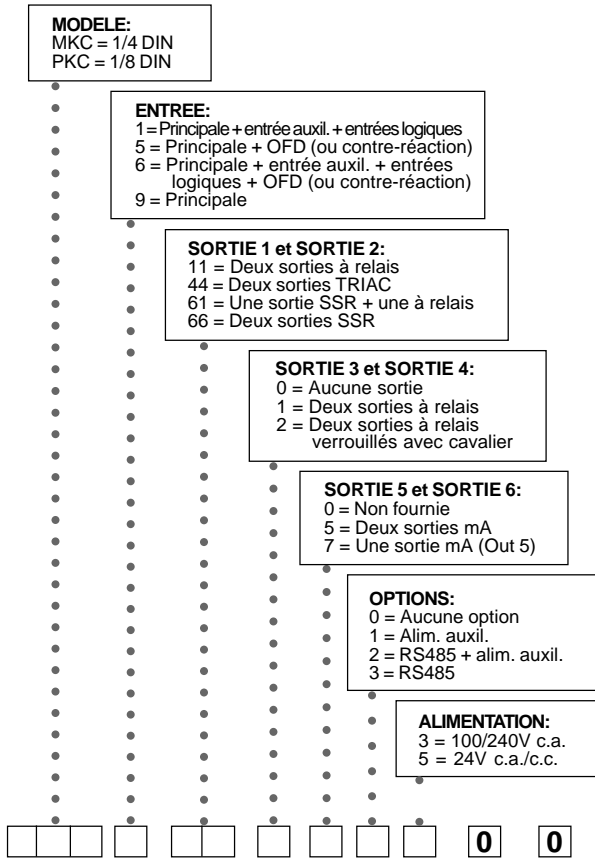 MODELE:
MKC = 1/4 DIN
PKC = 1/8 DIN
ENTREE:
1 = Principale + entrée auxil. + entrées logiques
5 = Principale + OFD (ou contre-réaction)
6 = Principale + entrée auxil. + entrées
logiques + OFD (ou contre-réaction)
9 = Principale
SORTIE 1 et SORTIE 2:
11 = Deux sorties à relais
44 = Deux sorties TRIAC
61 = Une sortie SSR + une à relais
66 = Deux sorties SSR
SORTIE 3 et SORTIE 4:
0 = Aucune sortie
1 = Deux sorties à relais
2 = Deux sorties à relais
verrouillés avec cavalier
SORTIE 5 et SORTIE 6:
0 = Non fournie
5 = Deux sorties mA
7 = Une sortie mA (Out 5)
OPTIONS:
0 = Aucune option
1 = Alim. auxil.
2 = RS485 + alim. auxil.
3 = RS485
ALIMENTATION:
3 = 100/240V c.a.
5 = 24V c.a./c.c.
0 0